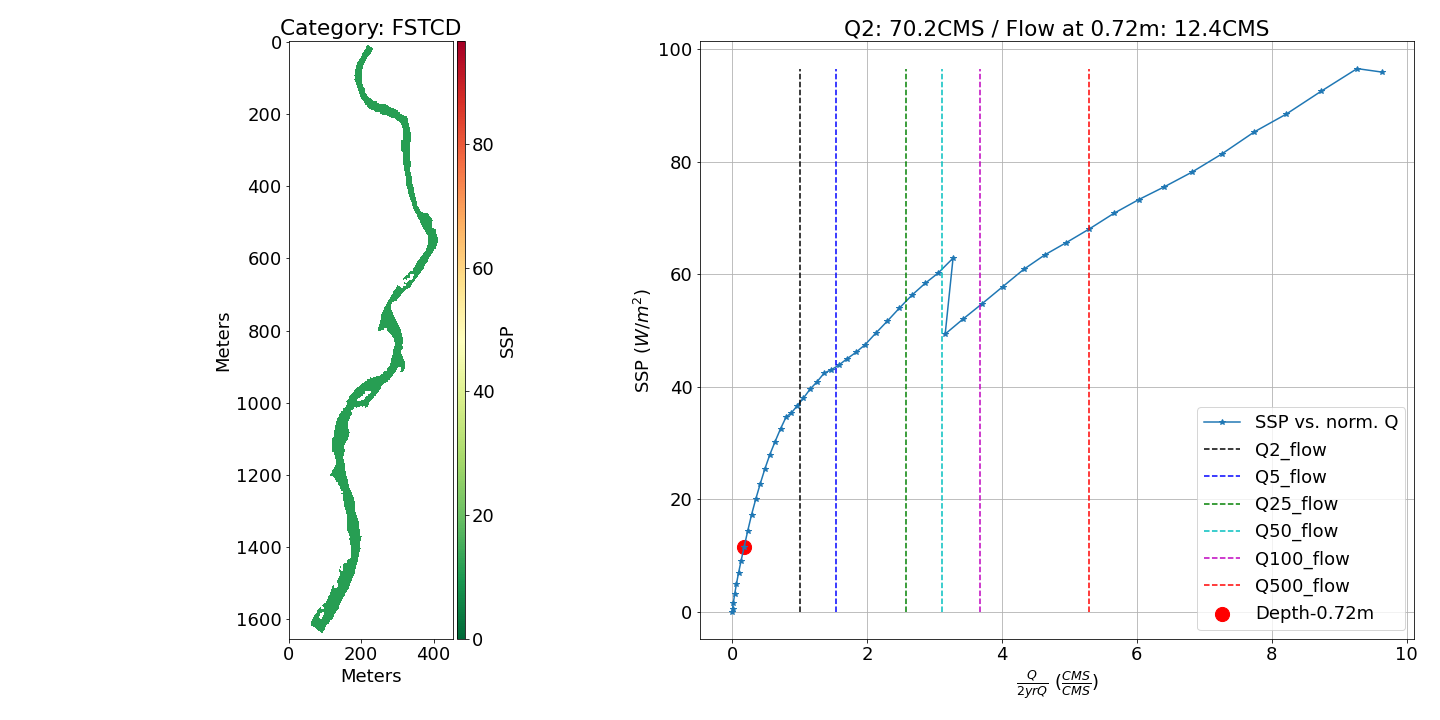 Category: FSTCD
0
200
400
600
800
1000
1200
1400
1600
Meters
0
200
400
Meters
80
60
40
20
0
SSP
Q2: 70.2CMS / Flow at 0.72m: 12.4CMS
100
80
60
40
20
0
SSP (W/m²)
0
2
4
6
8
10
Q/2yrQ (CMS/CMS)
SSP vs. norm. Q
Q2_flow
Q5_flow
Q25_flow
Q50_flow
Q100_flow
Q500_flow
Depth-0.72m